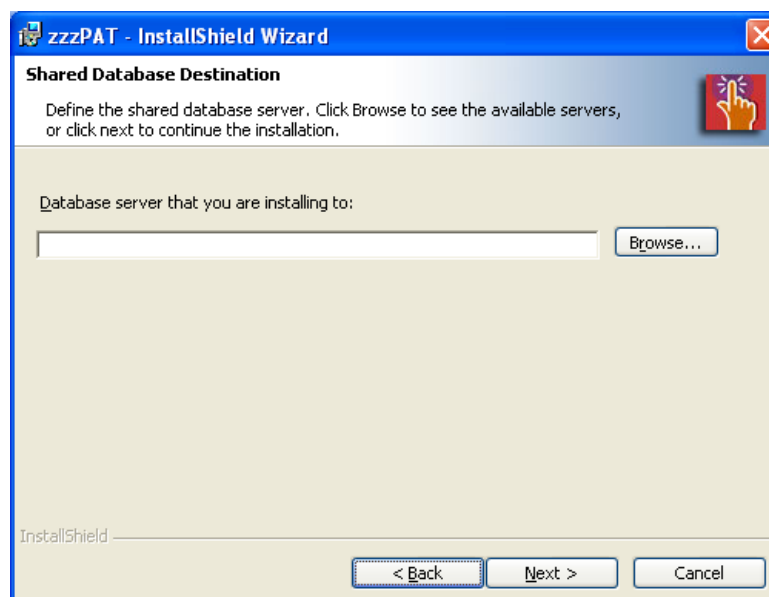 zzzPAT - InstallShield Wizard
Shared Database Destination
Define the shared database server. Click Browse to see the available servers,
or click next to continue the installation.
Database server that you are installing to:
Browse...
InstallShield
< Back
Next >
Cancel